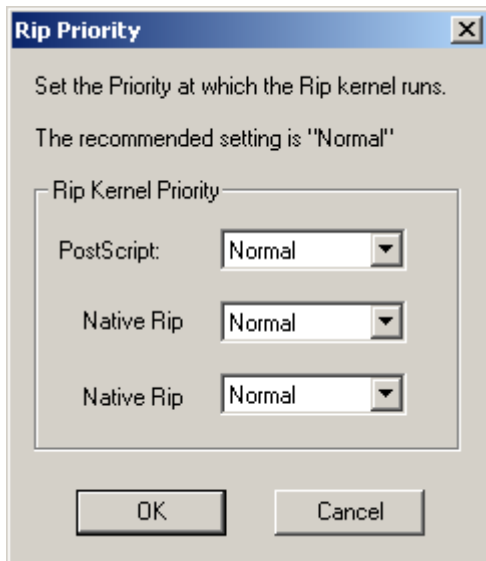 Rip Priority
Set the Priority at which the Rip kernel runs.
The recommended setting is "Normal"
Rip Kernel Priority
PostScript: Normal
Native Rip Normal
Native Rip Normal
OK Cancel